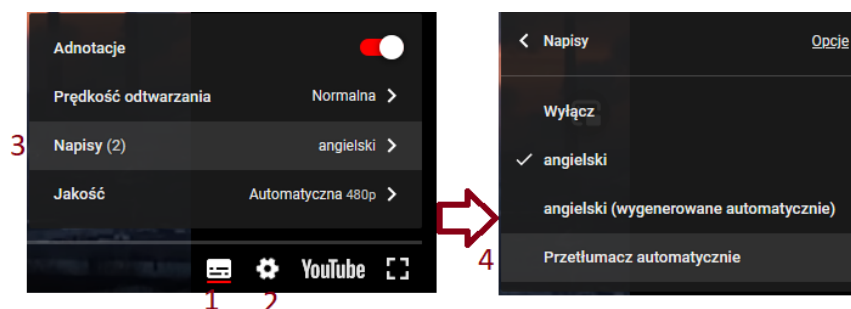 Adnotacje
Prędkość odtwarzania Normalna
3 Napisy (2) angielski
Jakość Automatyczna 480p
YouTube
1 2
Napisy Opcje
Wyłącz
angielski
angielski (wygenerowane automatycznie)
4 Przetłumacz automatycznie